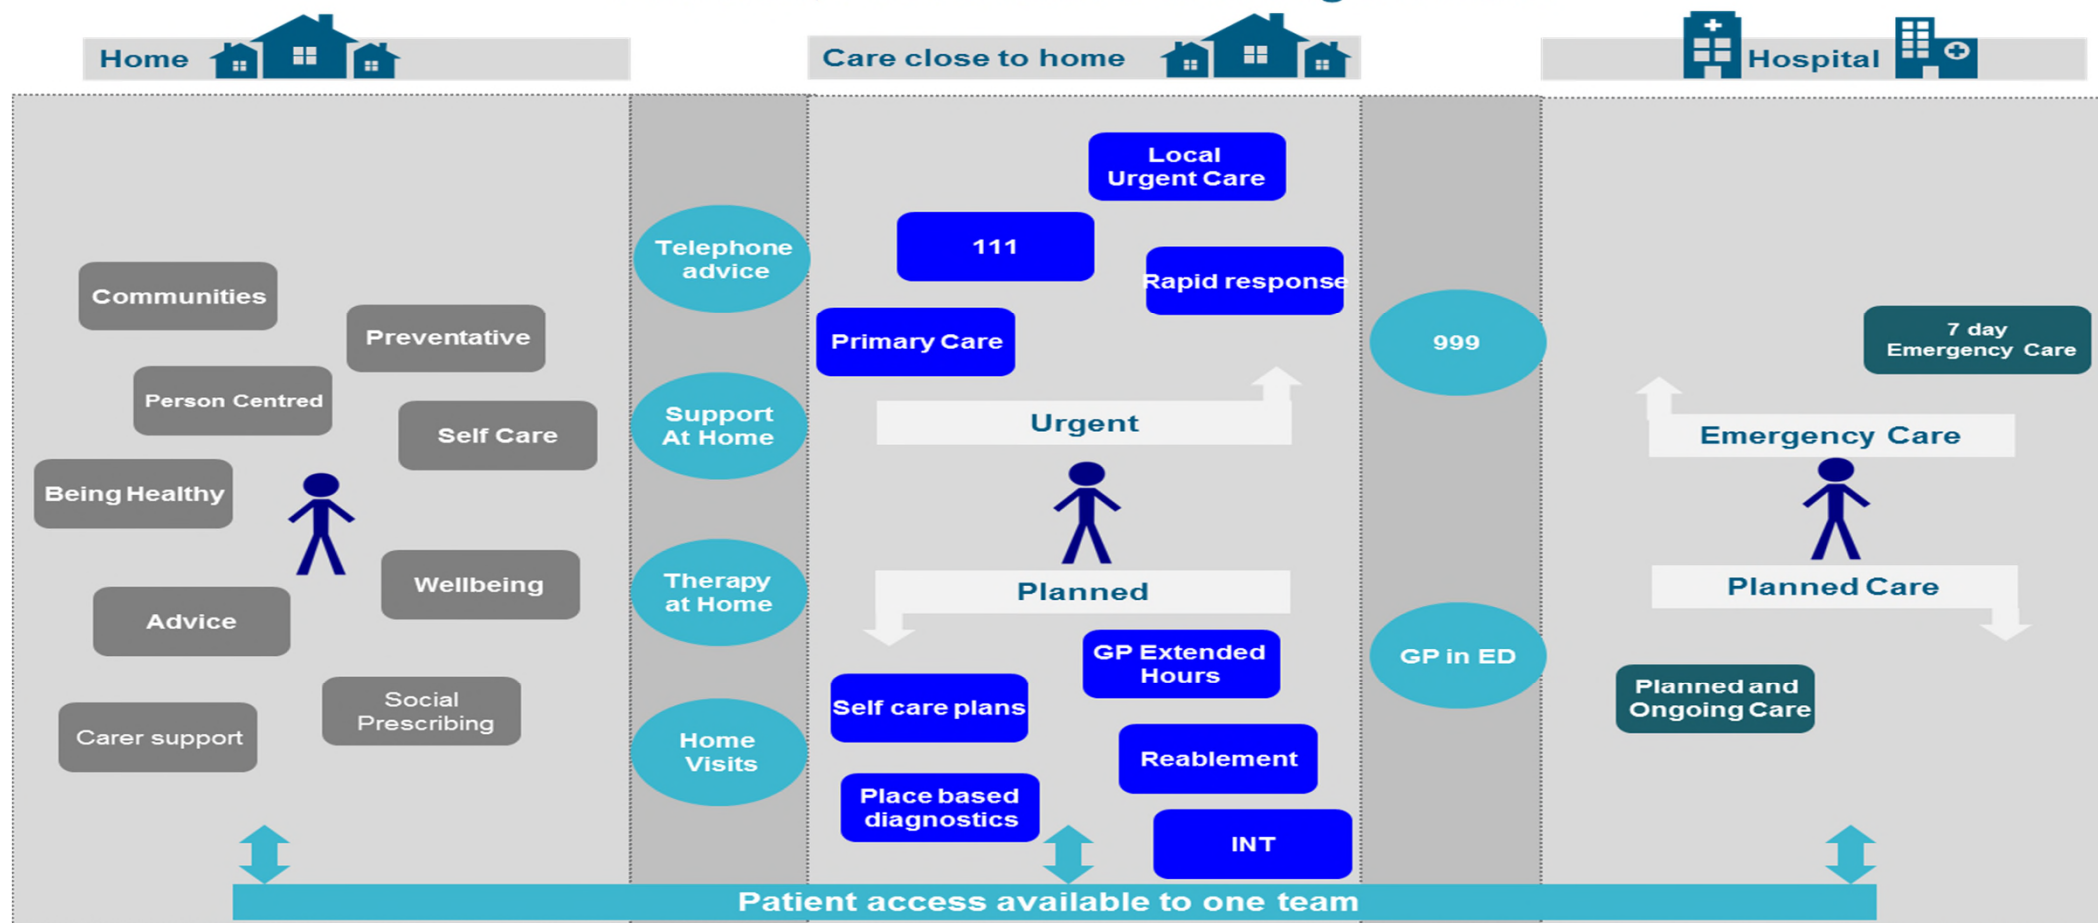 Home
Care close to home
Hospital
Communities
Preventative
Person Centred
Self Care
Being Healthy
Wellbeing
Advice
Social
Prescribing
Carer support
Telephone
advice
Support
At Home
Therapy
at Home
Home
Visits
Local
Urgent Care
111
Rapid response
Primary Care
Urgent
Planned
GP Extended
Hours
Self care plans
Reablement
Place based
diagnostics
INT
999
GP in ED
7 day
Emergency Care
Emergency Care
Planned Care
Planned and
Ongoing Care
Patient access available to one team